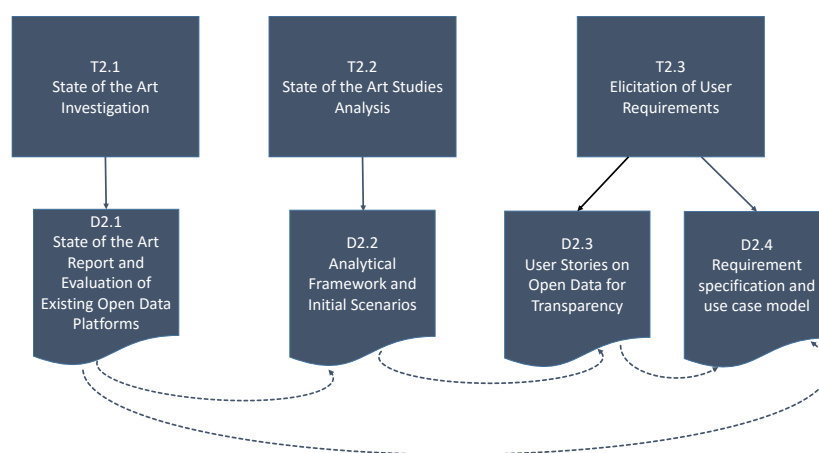 T2.1
State of the Art
Investigation
T2.2
State of the Art Studies
Analysis
T2.3
Elicitation of User
Requirements
D2.1
State of the Art
Report and
Evaluation of
Existing Open Data
Platforms
D2.2
Analytical
Framework and
Initial Scenarios
D2.3
User Stories on
Open Data for
Transparency
D2.4
Requirement
specification and
use case model